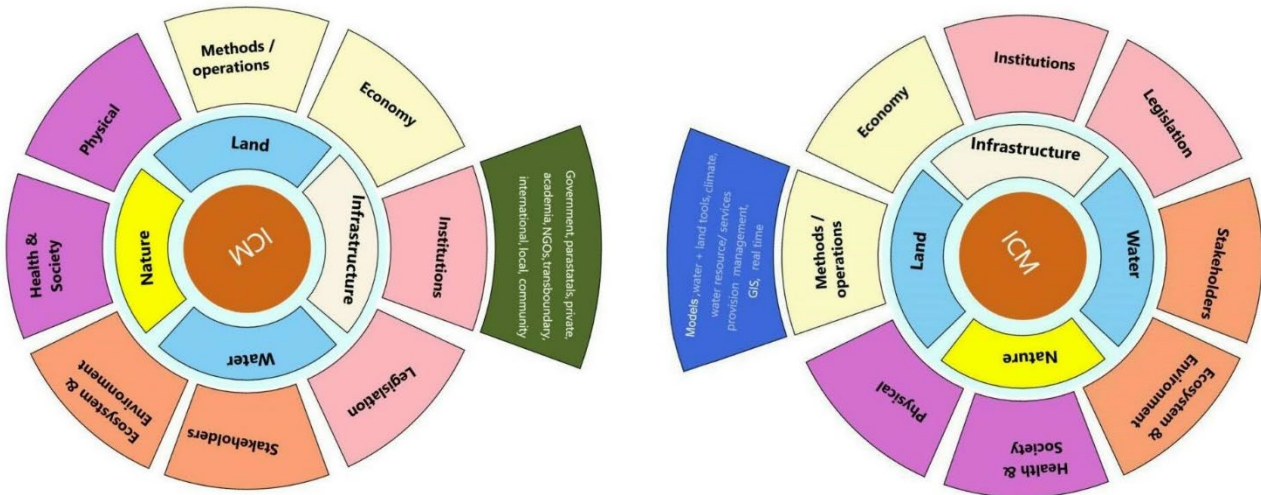 Methods /
operations
Economy
Physical
Land
Health &
Society
Nature
ICM
Infrastructure
Institutions
Government, parastatals, private,
academia, NGOs, transboundary,
international, local, community
Water
Legislation
Ecosystem &
Environment
Stakeholders
Institutions
Economy
Legislation
Infrastructure
Models, water + land tools, climate,
water resource/ services
provision management,
GIS, real time
Methods /
operations
Land
ICM
Water
Stakeholders
Nature
Physical
Health &
Society
Ecosystem &
Environment